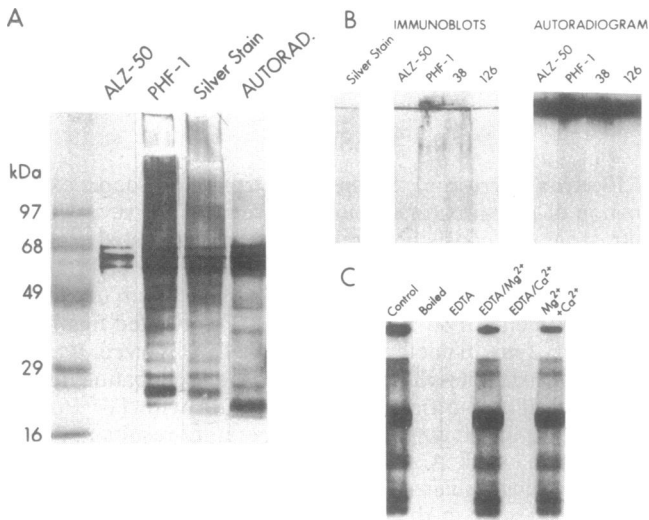 A
ALZ-50
PHF-1
Silver Stain
AUTORAD.
kDa
97
68
49
29
16
B
IMMUNOBLOTS
AUTORADIOGRAM
Silver Stain
ALZ-50
PHF-1
38
126
ALZ-50
PHF-1
38
126
C
Control
Boiled
EDTA
EDTA/Mg²⁺
EDTA/Ca²⁺
Mg²⁺
+Ca²⁺